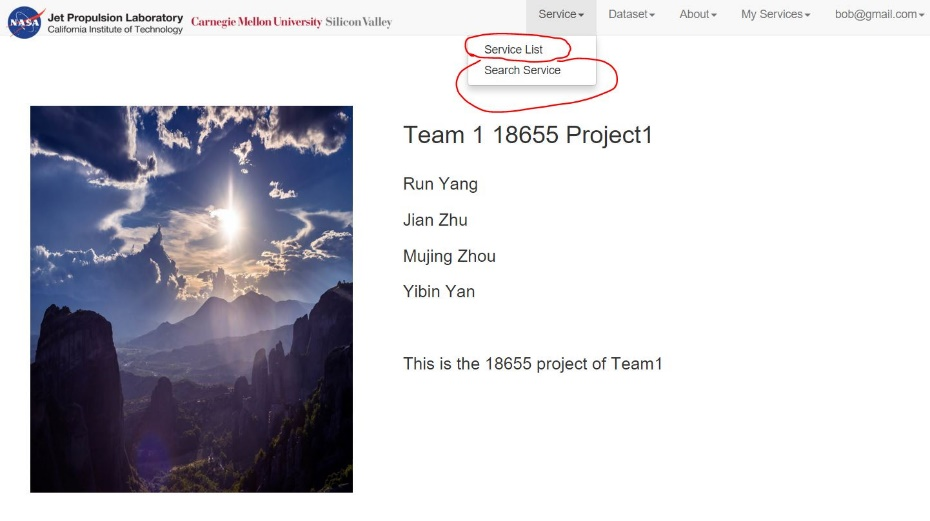 NASA Jet Propulsion Laboratory Carnegie Mellon University Silicon Valley Service Dataset About My Services bob@gmail.com
California Institute of Technology
Service List
Search Service
Team 1 18655 Project1
Run Yang
Jian Zhu
Mujing Zhou
Yibin Yan
This is the 18655 project of Team1